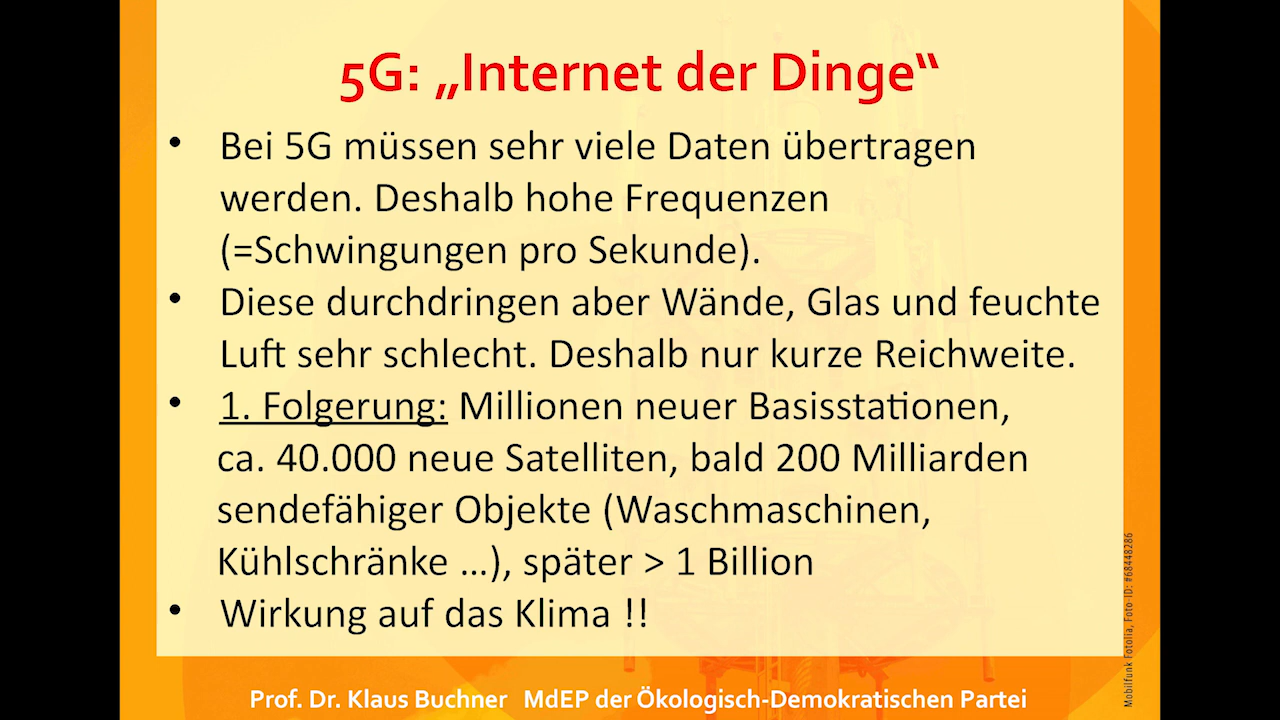 5G: „Internet der Dinge“
• Bei 5G müssen sehr viele Daten übertragen
werden. Deshalb hohe Frequenzen
(=Schwingungen pro Sekunde).
• Diese durchdringen aber Wände, Glas und feuchte
Luft sehr schlecht. Deshalb nur kurze Reichweite.
• 1. Folgerung: Millionen neuer Basisstationen,
ca. 40.000 neue Satelliten, bald 200 Milliarden
sendefähiger Objekte (Waschmaschinen,
Kühlschränke …), später > 1 Billion
• Wirkung auf das Klima !!
Mobilfunk Fotolia, Foto-ID: #68448286
Prof. Dr. Klaus Buchner MdEP der Ökologisch-Demokratischen Partei